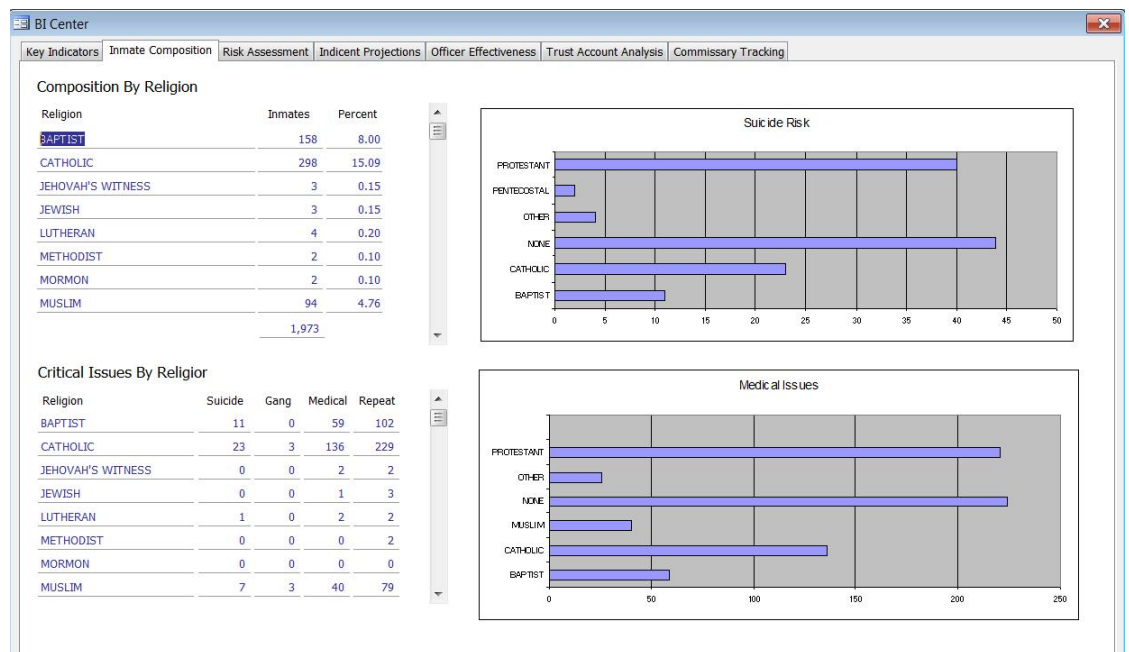 BI Center
Key Indicators Inmate Composition Risk Assessment Indicent Projections Officer Effectiveness Trust Account Analysis Commissary Tracking
Composition By Religion
Religion Inmates Percent
BAPTIST 158 8.00
CATHOLIC 298 15.09
JEHOVAH'S WITNESS 3 0.15
JEWISH 3 0.15
LUTHERAN 4 0.20
METHODIST 2 0.10
MORMON 2 0.10
MUSLIM 94 4.76
1,973
Suicide Risk
PROTESTANT
PENTECOSTAL
OTHER
NONE
CATHOLIC
BAPTIST
0 5 10 15 20 25 30 35 40 45 50
Critical Issues By Religior
Religion Suicide Gang Medical Repeat
BAPTIST 11 0 59 102
CATHOLIC 23 3 136 229
JEHOVAH'S WITNESS 0 0 2 2
JEWISH 0 0 1 3
LUTHERAN 1 0 2 2
METHODIST 0 0 0 2
MORMON 0 0 0 0
MUSLIM 7 3 40 79
Medical Issues
PROTESTANT
OTHER
NONE
MUSLIM
CATHOLIC
BAPTIST
0 50 100 150 200 250